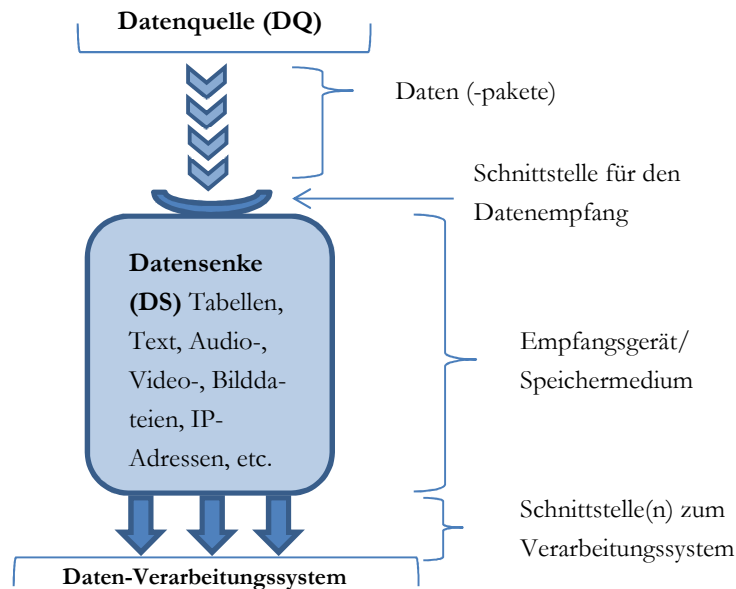 Datenquelle (DQ)
Daten (-pakete)
Schnittstelle für den
Datenempfang
Datensenke
(DS) Tabellen,
Text, Audio-,
Video-, Bildda-
teien, IP-
Adressen, etc.
Empfangsgerät/
Speichermedium
Schnittstelle(n) zum
Verarbeitungssystem
Daten-Verarbeitungssystem